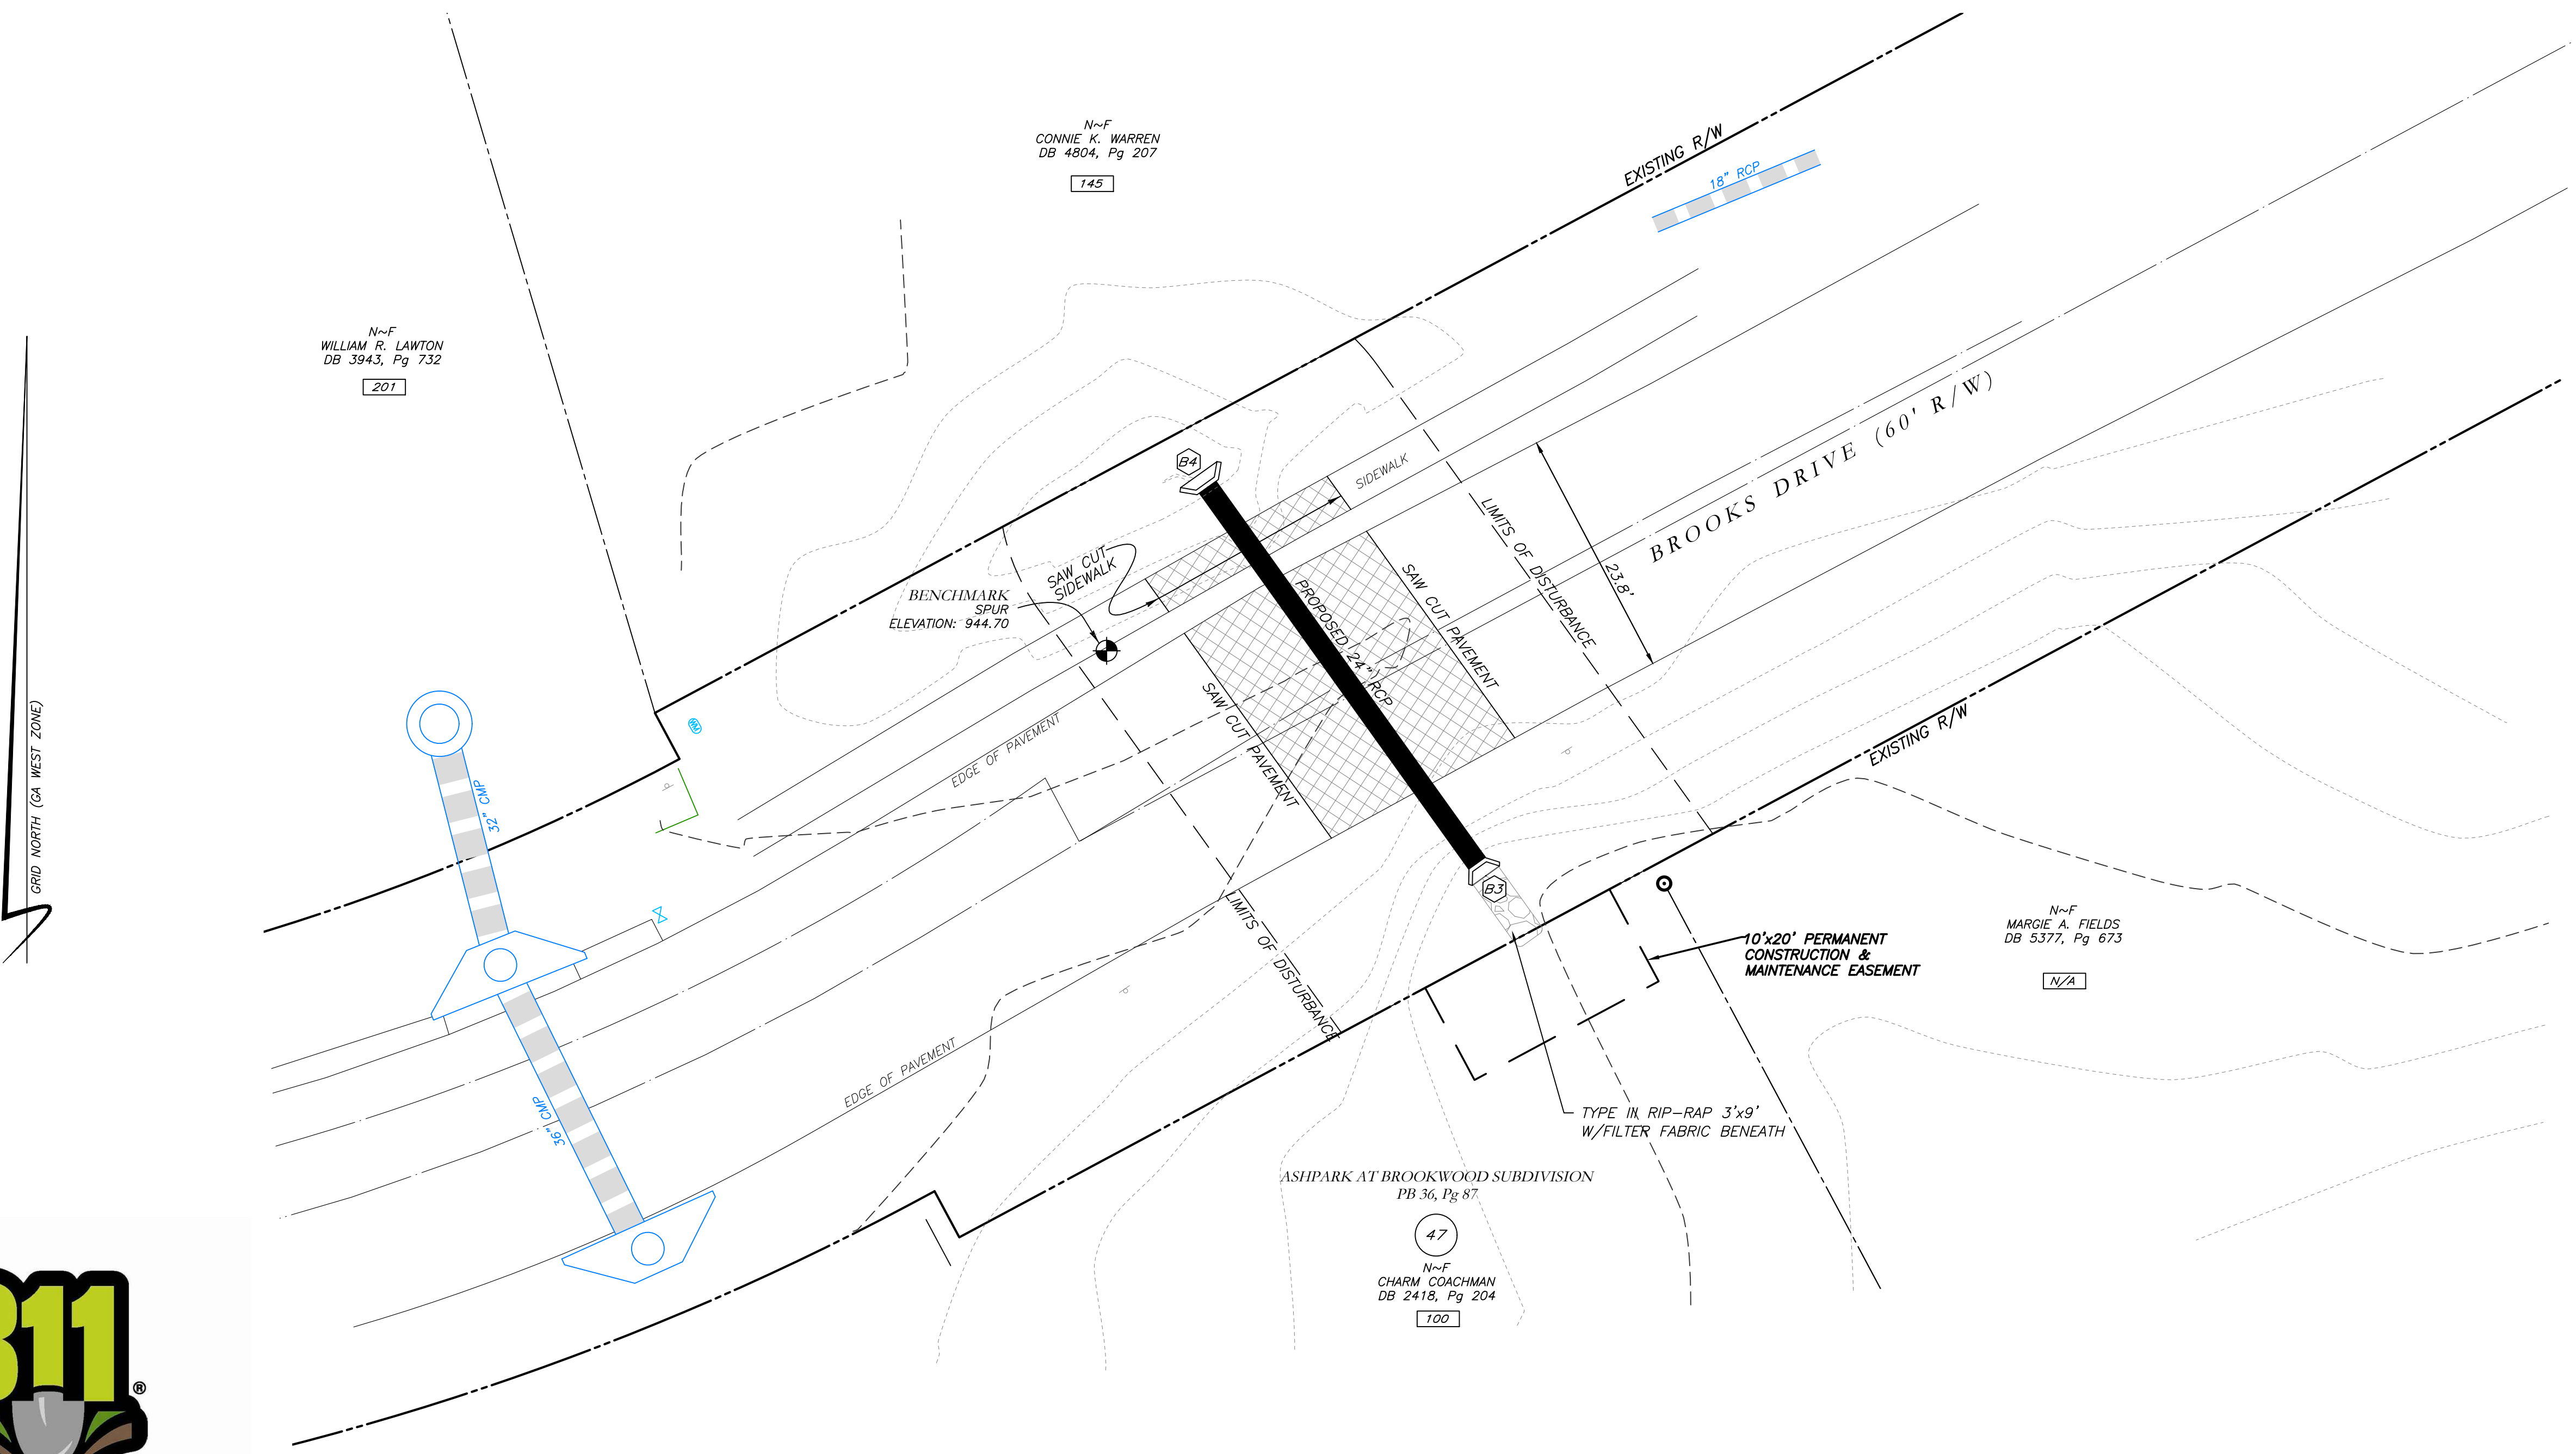 N~F
CONNIE K. WARREN
DB 4804, Pg 207
145
EXISTING R/W
18" RCP
N~F
WILLIAM R. LAWTON
DB 3943, Pg 732
201
GRID NORTH (GA WEST ZONE)
B4
SIDEWALK
SAW CUT
SIDEWALK
BENCHMARK
SPUR
ELEVATION: 944.70
LIMITS OF DISTURBANCE
23.8'
BROOKS DRIVE (60' R/W)
SAW CUT PAVEMENT
PROPOSED 24" RCP
SAW CUT PAVEMENT
EDGE OF PAVEMENT
WM
32" CMP
EXISTING R/W
B3
LIMITS OF DISTURBANCE
10'x20' PERMANENT
CONSTRUCTION &
MAINTENANCE EASEMENT
N~F
MARGIE A. FIELDS
DB 5377, Pg 673
N/A
EDGE OF PAVEMENT
36" CMP
TYPE IN RIP-RAP 3'x9'
W/FILTER FABRIC BENEATH
ASHPARK AT BROOKWOOD SUBDIVISION
PB 36, Pg 87
47
N~F
CHARM COACHMAN
DB 2418, Pg 204
100
811
®